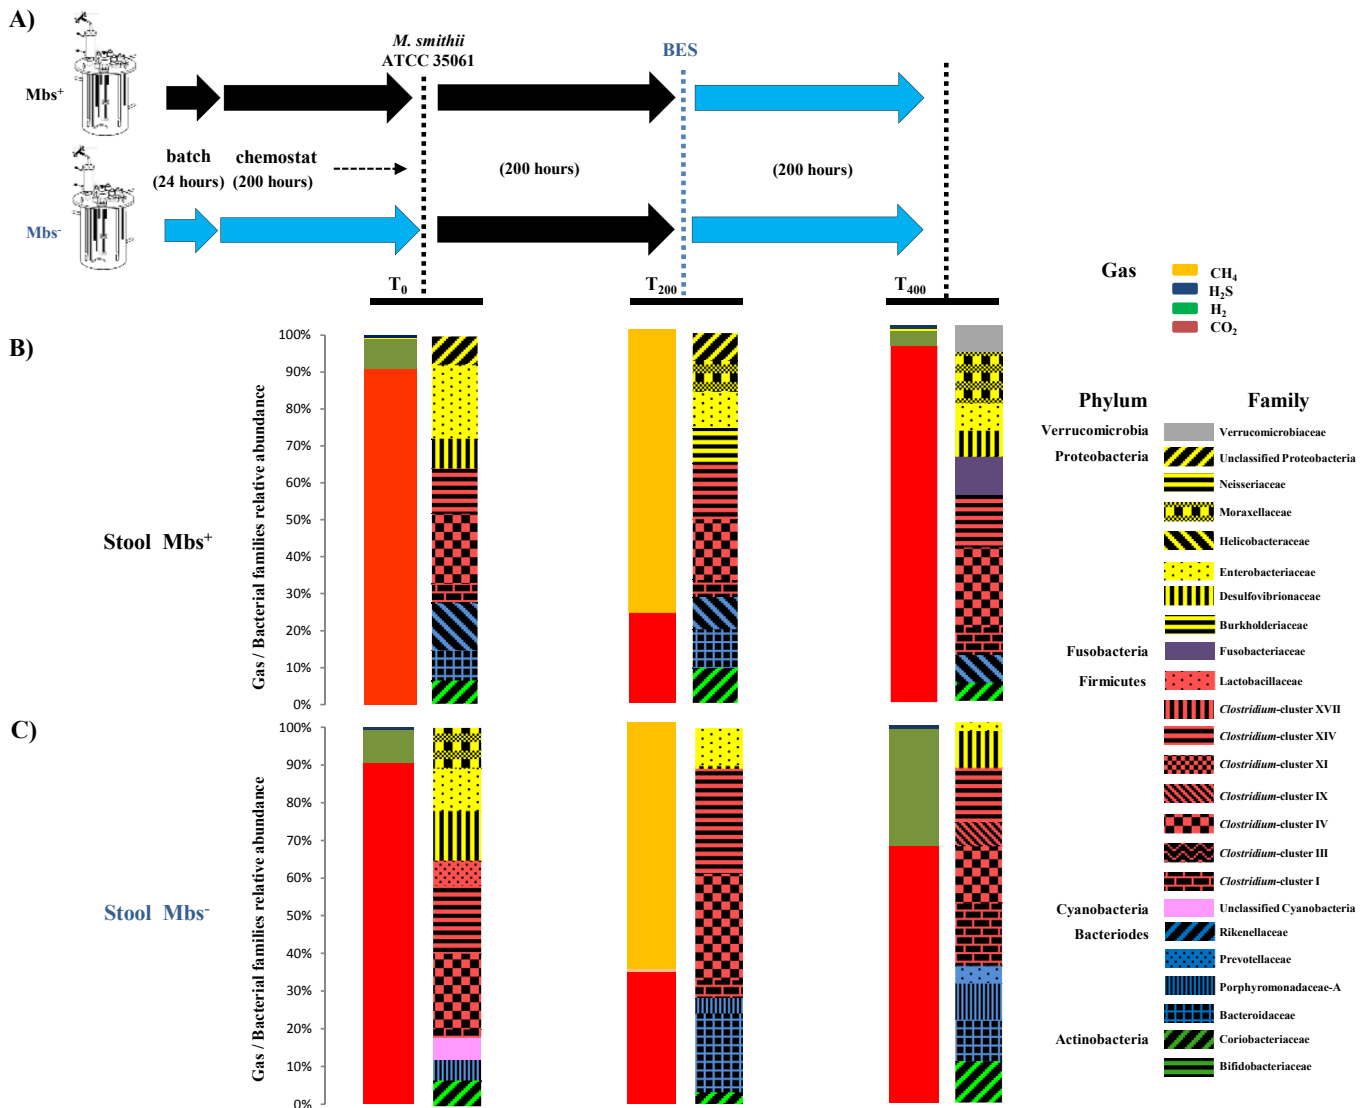 A)
M. smithii
ATCC 35061
BES
Mbs⁺
batch
chemostat
(24 hours)
(200 hours)
(200 hours)
(200 hours)
Mbs⁻
T₀
T₂₀₀
T₄₀₀
Gas
CH₄
H₂S
H₂
CO₂
B)
Stool Mbs⁺
Gas / Bacterial families relative abundance
100%
90%
80%
70%
60%
50%
40%
30%
20%
10%
0%
C)
Stool Mbs⁻
Gas / Bacterial families relative abundance
100%
90%
80%
70%
60%
50%
40%
30%
20%
10%
0%
Phylum
Family
Verrucomicrobia
Verrucomicrobiaceae
Proteobacteria
Unclassified Proteobacteria
Neisseriaceae
Moraxellaceae
Helicobacteraceae
Enterobacteriaceae
Desulfovibrionaceae
Burkholderiaceae
Fusobacteria
Fusobacteriaceae
Firmicutes
Lactobacillaceae
Clostridium-cluster XVII
Clostridium-cluster XIV
Clostridium-cluster XI
Clostridium-cluster IX
Clostridium-cluster IV
Clostridium-cluster III
Clostridium-cluster I
Cyanobacteria
Unclassified Cyanobacteria
Bacteriodes
Rikenellaceae
Prevotellaceae
Porphyromonadaceae-A
Bacteroidaceae
Actinobacteria
Coriobacteriaceae
Bifidobacteriaceae